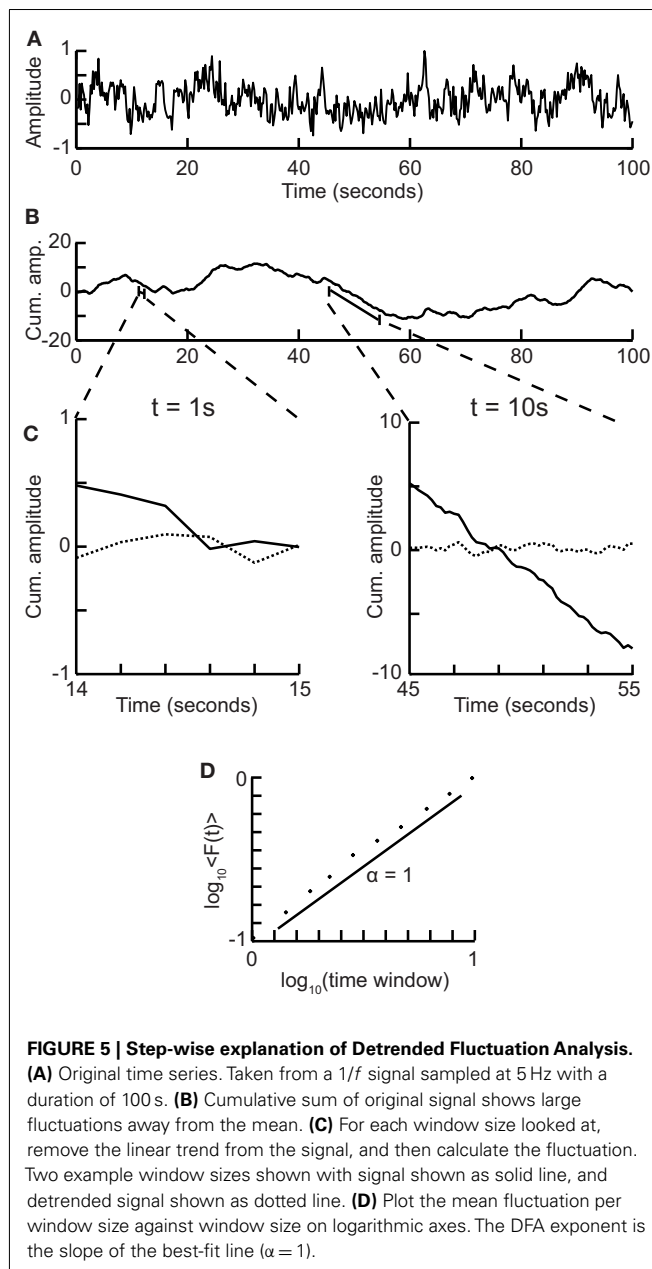 A
1
0
-1
Amplitude
0 20 40 60 80 100
Time (seconds)
B
20
0
-20
Cum. amp.
0 20 40 60 80 100
t = 1s t = 10s
C
1
0
-1
Cum. amplitude
14 15
Time (seconds)
10
0
-10
Cum. amplitude
45 55
Time (seconds)
D
0
-1
log10<F(t)>
α = 1
0 1
log10(time window)
FIGURE 5 | Step-wise explanation of Detrended Fluctuation Analysis.
(A) Original time series. Taken from a 1/f signal sampled at 5 Hz with a
duration of 100 s. (B) Cumulative sum of original signal shows large
fluctuations away from the mean. (C) For each window size looked at,
remove the linear trend from the signal, and then calculate the fluctuation.
Two example window sizes shown with signal shown as solid line, and
detrended signal shown as dotted line. (D) Plot the mean fluctuation per
window size against window size on logarithmic axes. The DFA exponent is
the slope of the best-fit line (α = 1).